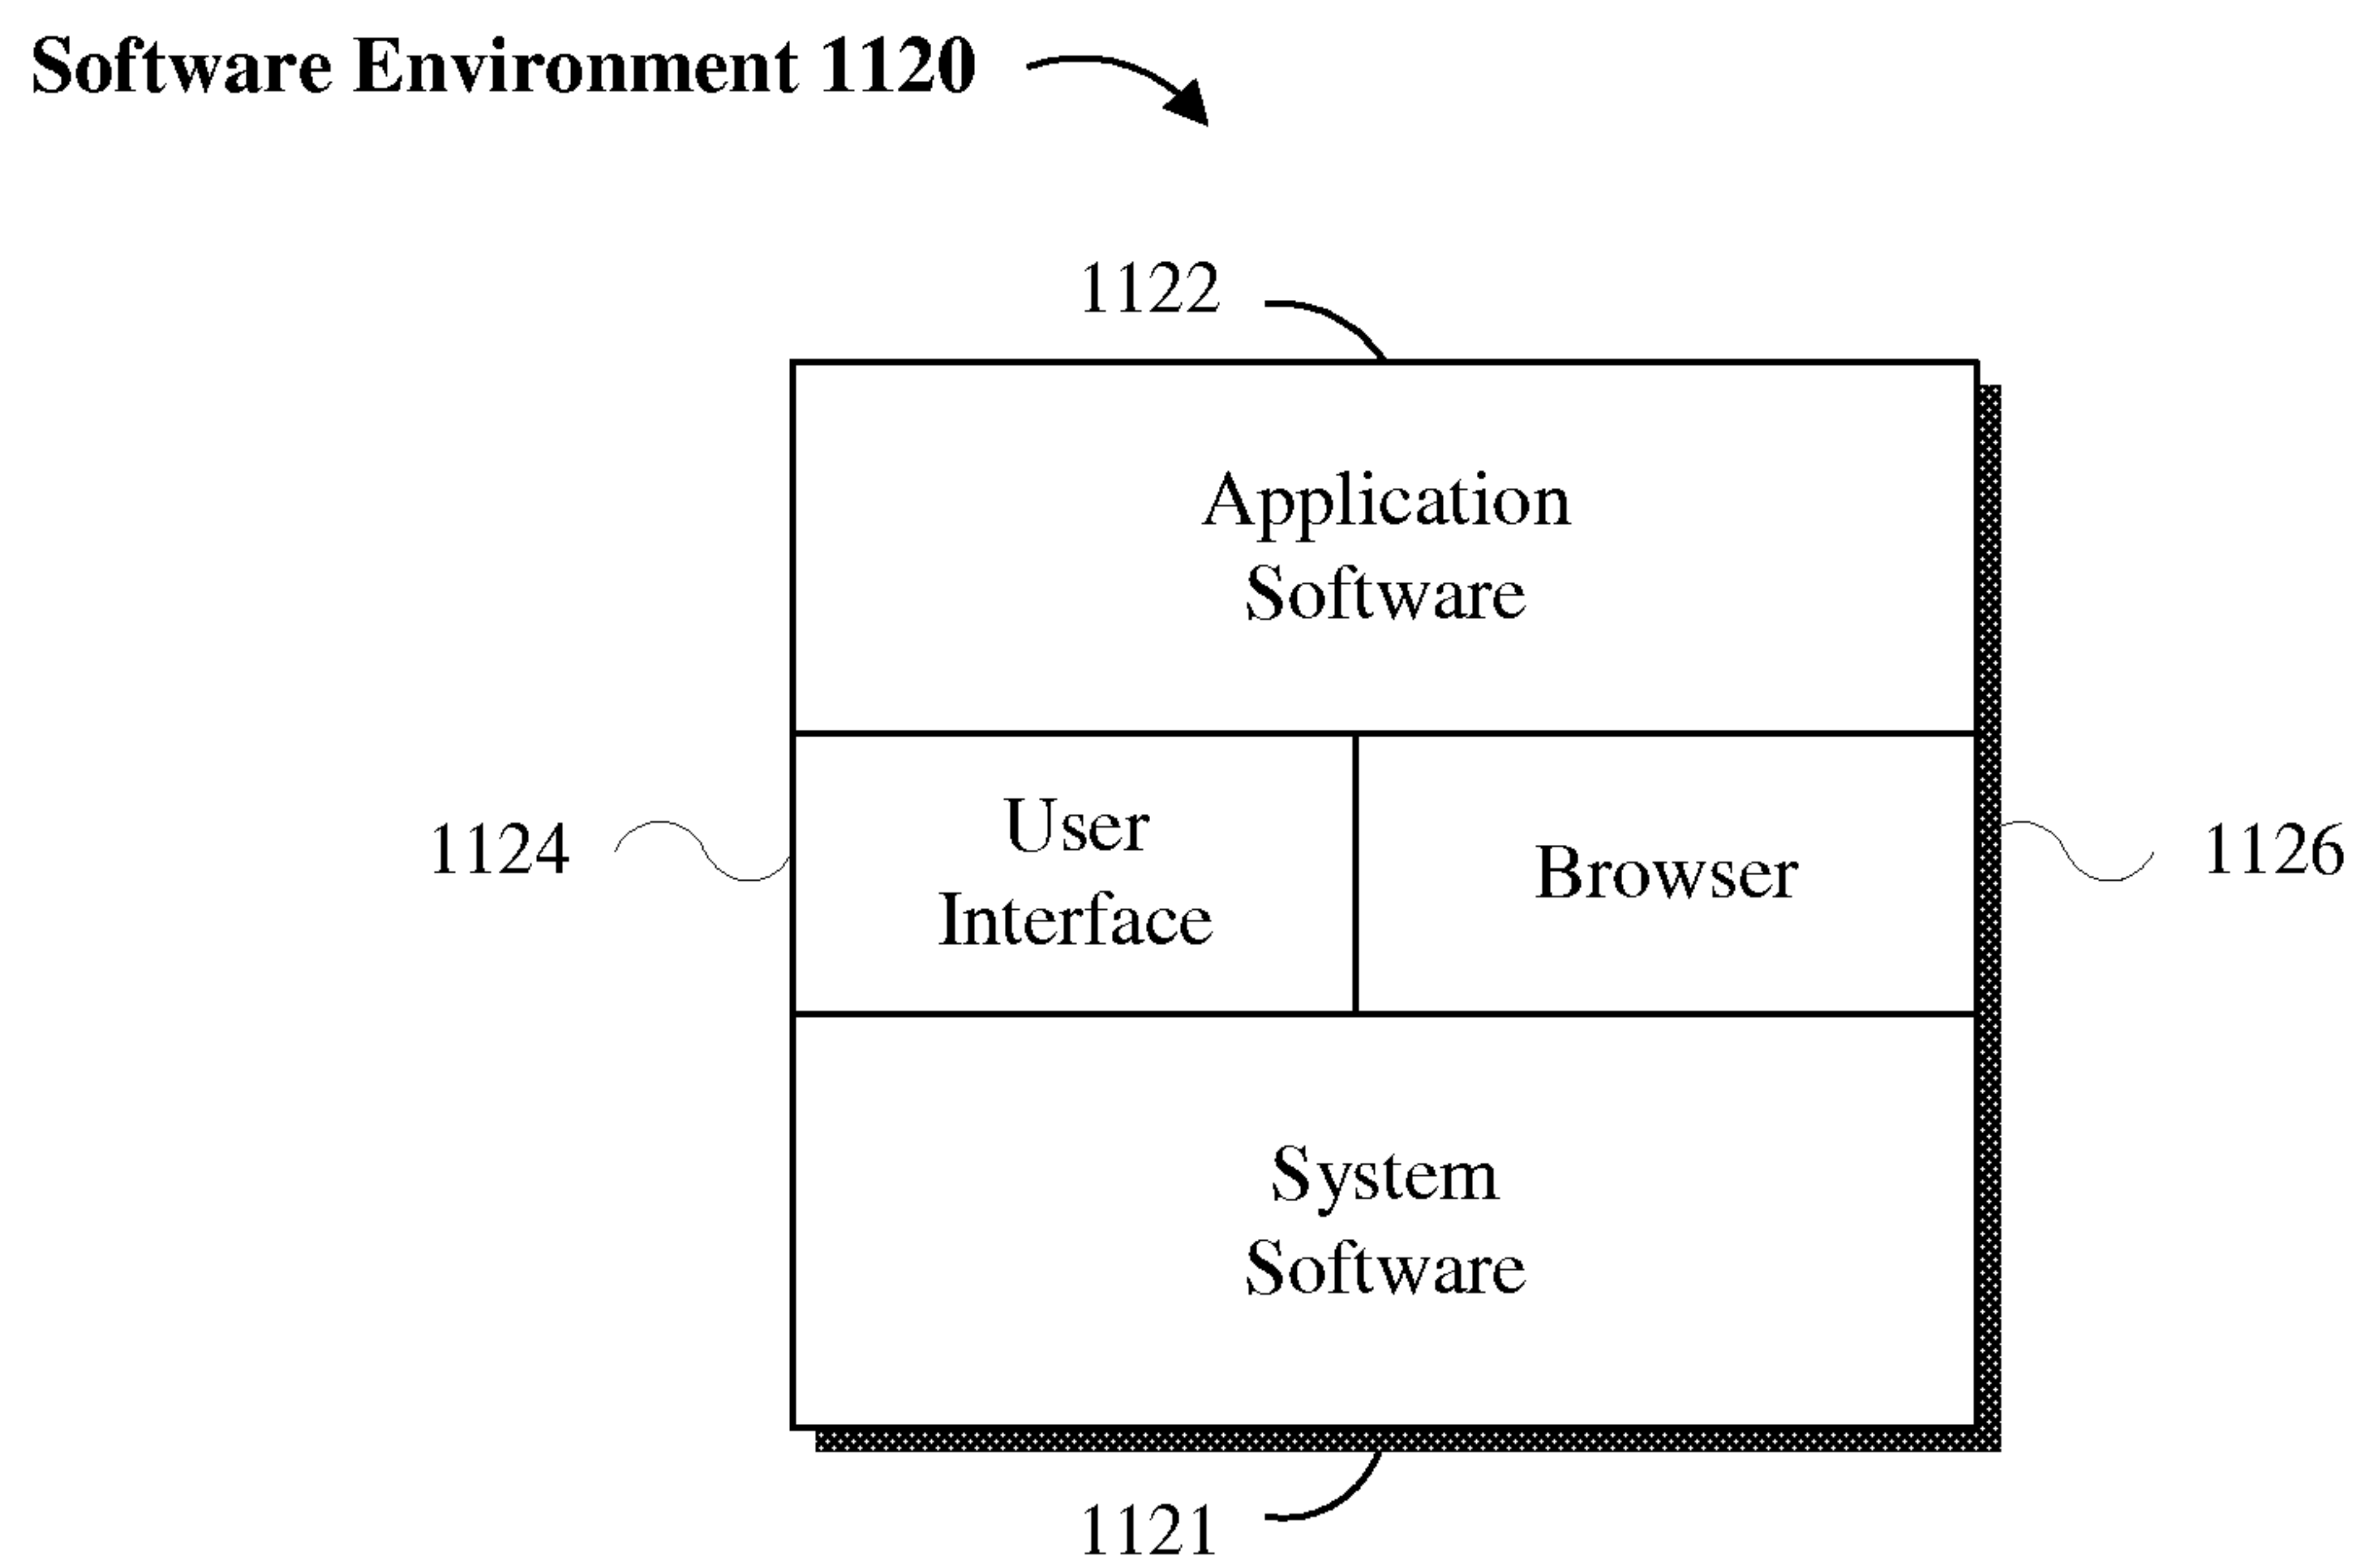 Software Environment 1120
1122
Application
Software
1124
User
Interface
Browser
1126
System
Software
1121